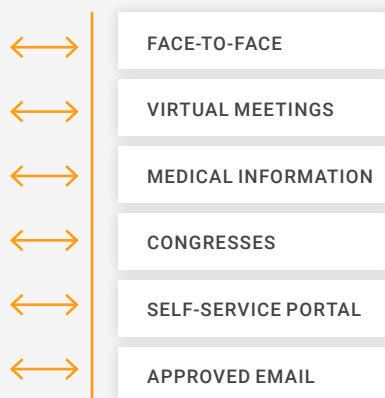 FACE-TO-FACE
VIRTUAL MEETINGS
MEDICAL INFORMATION
CONGRESSES
SELF-SERVICE PORTAL
APPROVED EMAIL